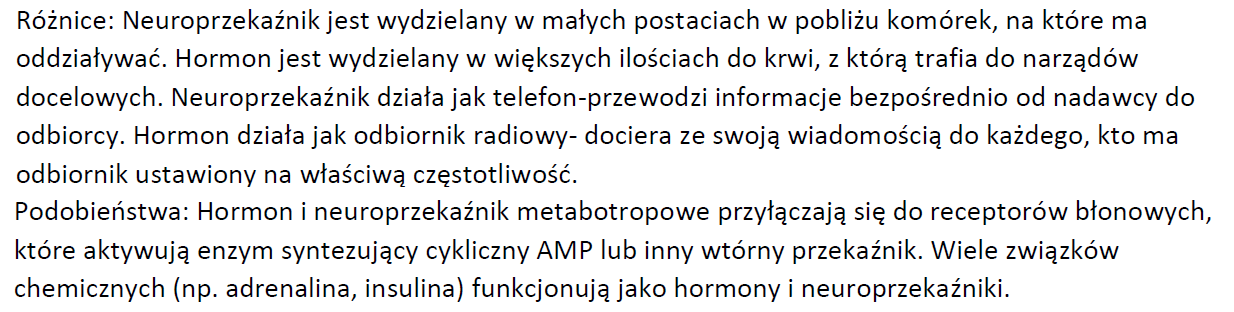 Różnice: Neuroprzekaźnik jest wydzielany w małych postaciach w pobliżu komórek, na które ma
oddziaływać. Hormon jest wydzielany w większych ilościach do krwi, z którą trafia do narządów
docelowych. Neuroprzekaźnik działa jak telefon-przewodzi informacje bezpośrednio od nadawcy do
odbiorcy. Hormon działa jak odbiornik radiowy- dociera ze swoją wiadomością do każdego, kto ma
odbiornik ustawiony na właściwą częstotliwość.
Podobieństwa: Hormon i neuroprzekaźnik metabotropowe przyłączają się do receptorów błonowych,
które aktywują enzym syntezujący cykliczny AMP lub inny wtórny przekaźnik. Wiele związków
chemicznych (np. adrenalina, insulina) funkcjonują jako hormony i neuroprzekaźniki.